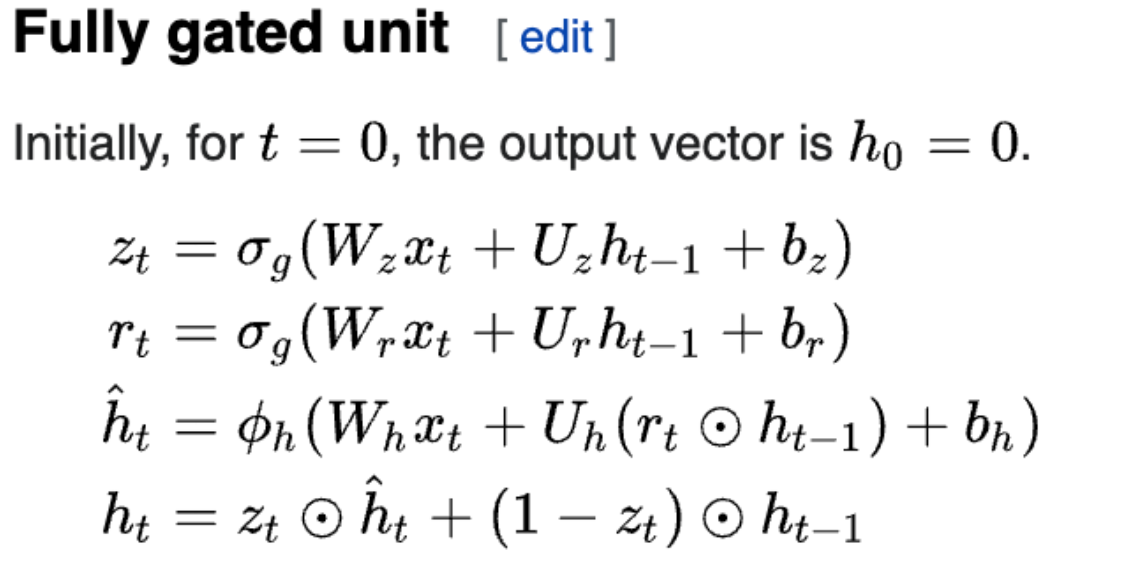 Fully gated unit [ edit ]
Initially, for t = 0, the output vector is h₀ = 0.
z_t = σ_g(W_z x_t + U_z h_{t−1} + b_z)
r_t = σ_g(W_r x_t + U_r h_{t−1} + b_r)
ĥ_t = ϕ_h(W_h x_t + U_h(r_t ⊙ h_{t−1}) + b_h)
h_t = z_t ⊙ ĥ_t + (1 − z_t) ⊙ h_{t−1}